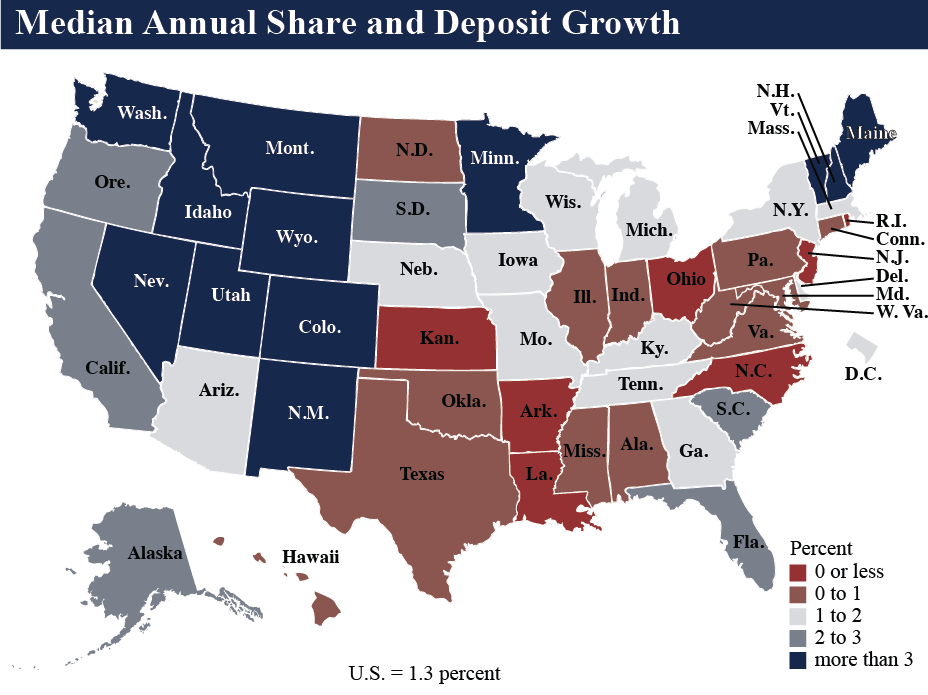 Median Annual Share and Deposit Growth
N.H.
Vt.
Mass.
Wash.
Mont.
N.D.
Minn.
Maine
Ore.
Idaho
S.D.
Wis.
Mich.
N.Y.
R.I.
Conn.
N.J.
Del.
Md.
W. Va.
Wyo.
Nev.
Utah
Colo.
Neb.
Iowa
Ill.
Ind.
Ohio
Pa.
Va.
Calif.
Ariz.
N.M.
Kan.
Mo.
Ky.
Tenn.
N.C.
D.C.
Okla.
Ark.
S.C.
Texas
La.
Miss.
Ala.
Ga.
Fla.
Alaska
Hawaii
Percent
0 or less
0 to 1
1 to 2
2 to 3
more than 3
U.S. = 1.3 percent